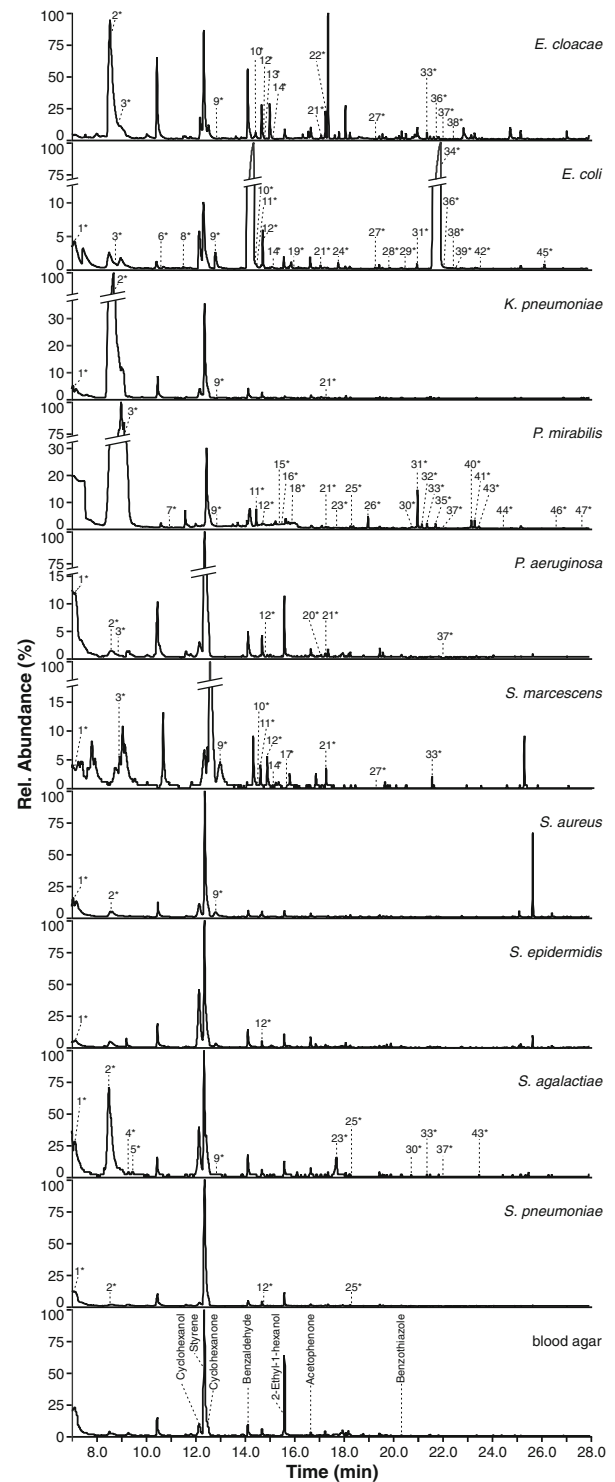 Rel. Abundance (%)
E. cloacae
100
75
50
25
0
2* 3* 9* 10* 12* 13* 14* 21* 22* 27* 33* 36* 37* 38*
E. coli
100
75
10
5
0
1* 3* 6* 8* 9* 10* 11* 12* 14* 19* 21* 24* 27* 28* 29* 31* 34* 36* 38* 39* 42* 45*
K. pneumoniae
100
75
30
20
10
0
1* 2* 9* 21*
P. mirabilis
100
75
30
20
10
0
3* 7* 9* 11* 12* 15* 16* 18* 21* 23* 25* 26* 30* 31* 32* 33* 35* 37* 40* 41* 43* 44* 46* 47*
P. aeruginosa
100
75
15
10
5
0
1* 2* 3* 12* 20* 21* 37*
S. marcescens
100
75
15
10
5
0
1* 3* 9* 10* 11* 12* 14* 17* 21* 27* 33*
S. aureus
100
75
50
25
0
1* 2* 9*
S. epidermidis
100
75
50
25
0
1* 12*
S. agalactiae
100
75
50
25
0
1* 2* 4* 5* 9* 23* 25* 30* 33* 37* 43*
S. pneumoniae
100
75
50
25
0
1* 2* 12* 25*
blood agar
100
75
50
25
0
Cyclohexanol
Styrene
Cyclohexanone
Benzaldehyde
2-Ethyl-1-hexanol
Acetophenone
Benzothiazole
8.0 10.0 12.0 14.0 16.0 18.0 20.0 22.0 24.0 26.0 28.0
Time (min)